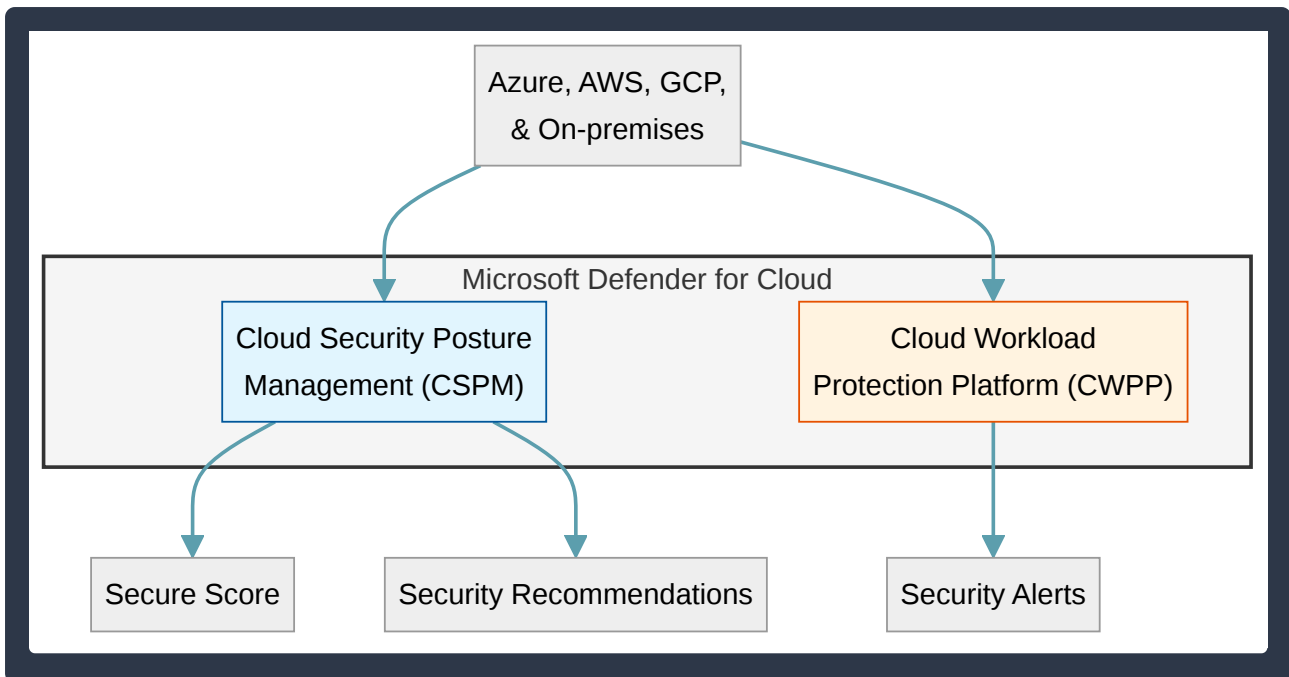 Azure, AWS, GCP,
& On-premises
Microsoft Defender for Cloud
Cloud Security Posture
Management (CSPM)
Cloud Workload
Protection Platform (CWPP)
Secure Score
Security Recommendations
Security Alerts